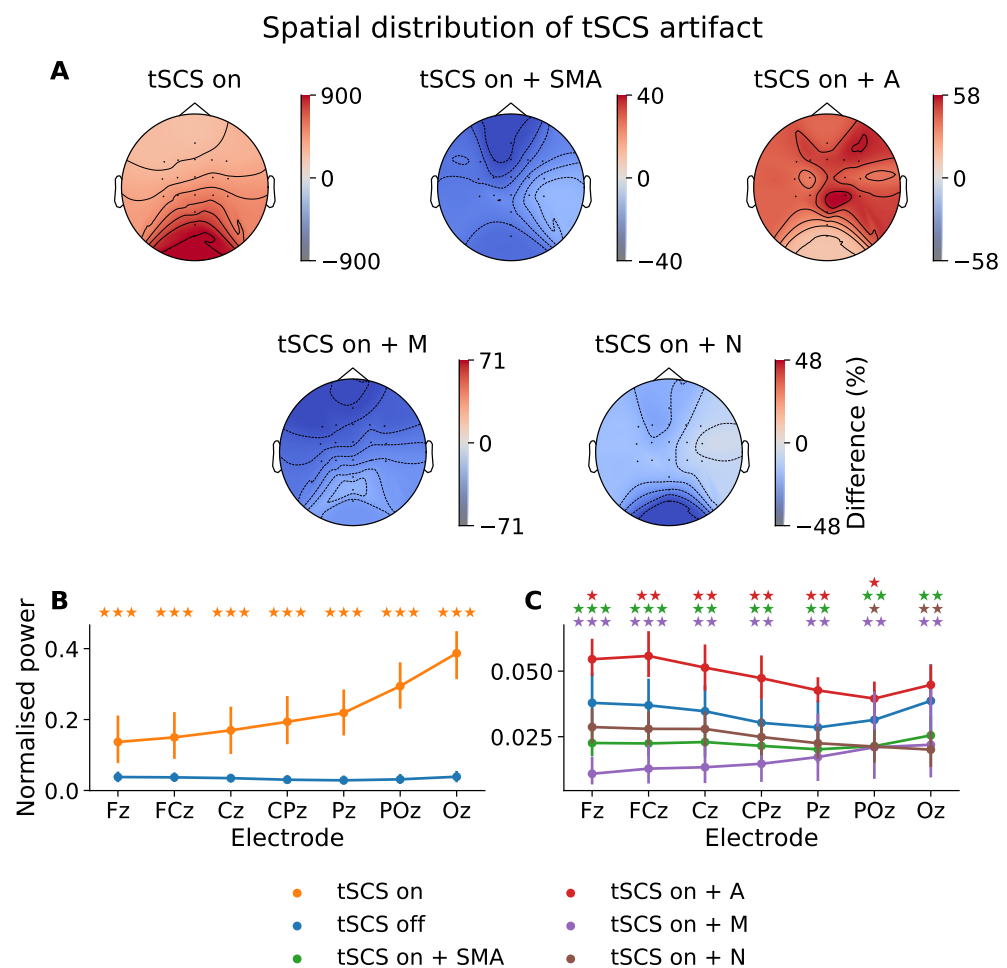 Spatial distribution of tSCS artifact
A
tSCS on
tSCS on + SMA
tSCS on + A
900
0
−900
40
0
−40
58
0
−58
tSCS on + M
tSCS on + N
71
0
−71
48
0
−48
Difference (%)
B
★★★ ★★★ ★★★ ★★★ ★★★ ★★★ ★★★
Normalised power
0.4
0.2
0.0
Fz FCz Cz CPz Pz POz Oz
Electrode
C
★ ★★ ★★ ★★ ★★ ★
★★★ ★★★ ★★ ★★ ★★ ★★ ★★
★ ★★
★★★ ★★★ ★★ ★★ ★★ ★★ ★★
0.050
0.025
Fz FCz Cz CPz Pz POz Oz
Electrode
tSCS on
tSCS off
tSCS on + SMA
tSCS on + A
tSCS on + M
tSCS on + N